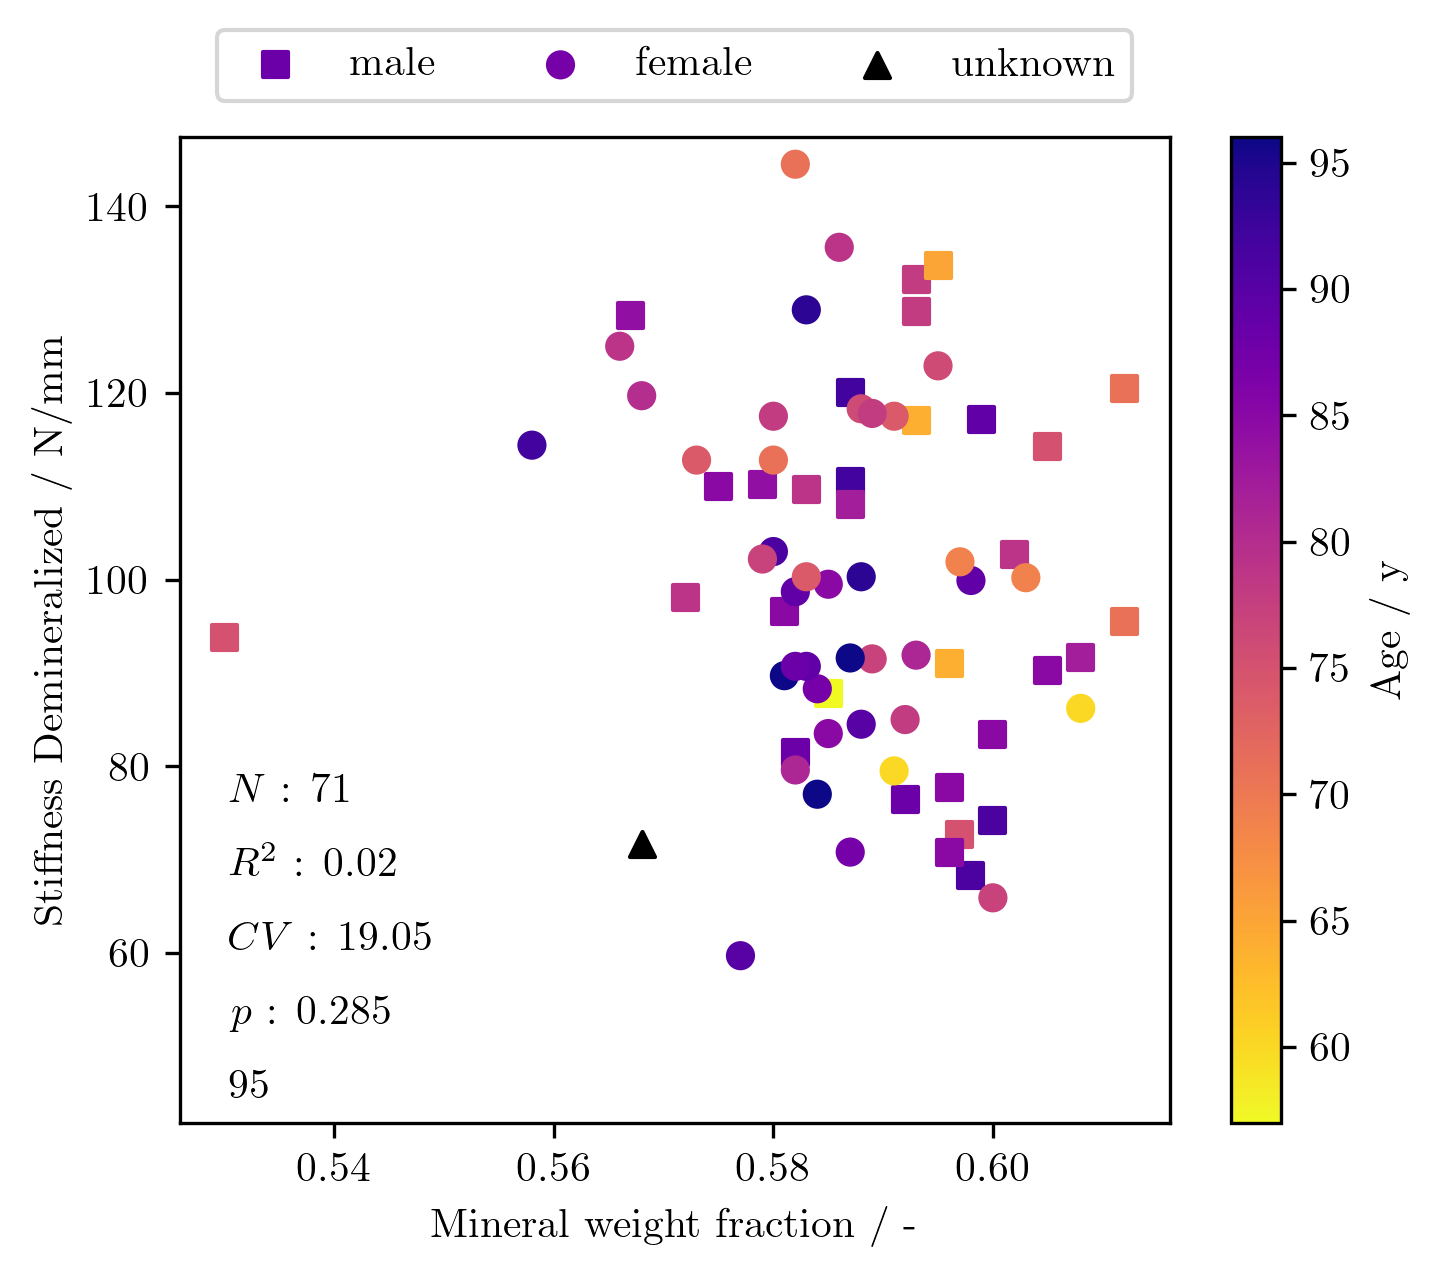 male female unknown
140
120
100
80
60
Stiffness Demineralized / N/mm
N : 71
R² : 0.02
CV : 19.05
p : 0.285
95
0.54 0.56 0.58 0.60
Mineral weight fraction / -
95
90
85
80
75
70
65
60
Age / y